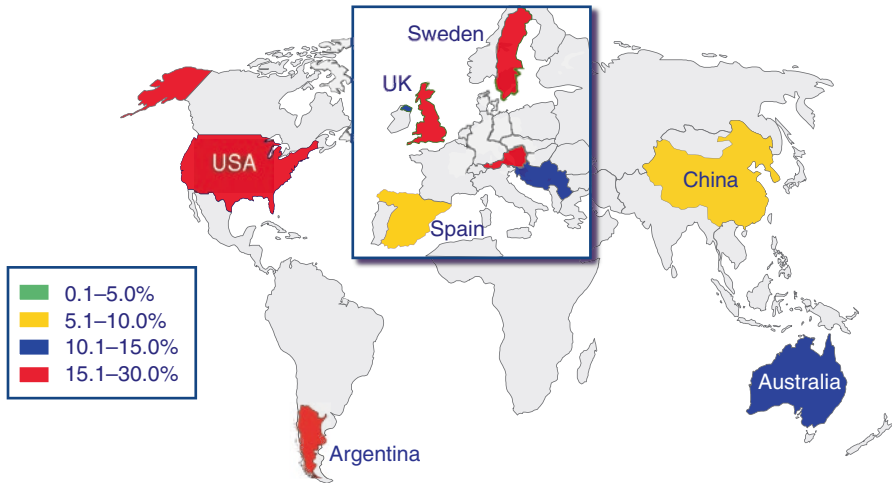 Sweden
UK
USA
China
Spain
0.1–5.0%
5.1–10.0%
10.1–15.0%
15.1–30.0%
Australia
Argentina